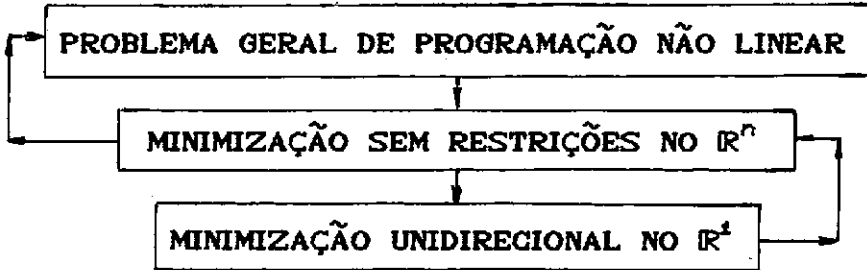 PROBLEMA GERAL DE PROGRAMAÇÃO NÃO LINEAR
MINIMIZAÇÃO SEM RESTRIÇÕES NO ℝⁿ
MINIMIZAÇÃO UNIDIRECIONAL NO ℝ¹